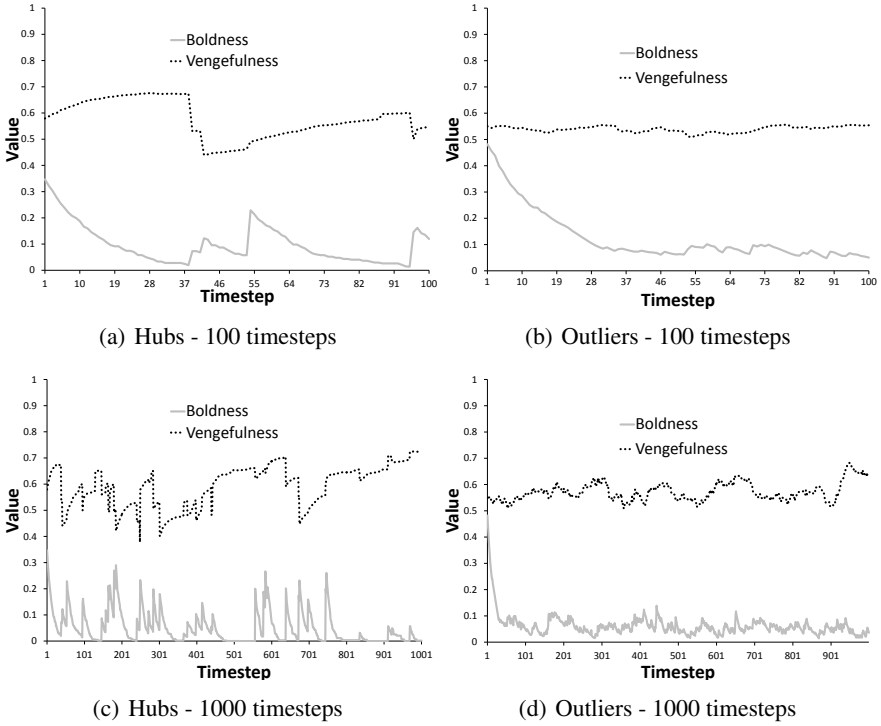 1
0.9
0.8
0.7
0.6
0.5
0.4
0.3
0.2
0.1
0
Value
Boldness
Vengefulness
1 10 19 28 37 46 55 64 73 82 91 100
Timestep
(a) Hubs - 100 timesteps
1
0.9
0.8
0.7
0.6
0.5
0.4
0.3
0.2
0.1
0
Value
Boldness
Vengefulness
1 10 19 28 37 46 55 64 73 82 91 100
Timestep
(b) Outliers - 100 timesteps
1
0.9
0.8
0.7
0.6
0.5
0.4
0.3
0.2
0.1
0
Value
Boldness
Vengefulness
1 101 201 301 401 501 601 701 801 901 1001
Timestep
(c) Hubs - 1000 timesteps
1
0.9
0.8
0.7
0.6
0.5
0.4
0.3
0.2
0.1
0
Value
Boldness
Vengefulness
1 101 201 301 401 501 601 701 801 901
Timestep
(d) Outliers - 1000 timesteps